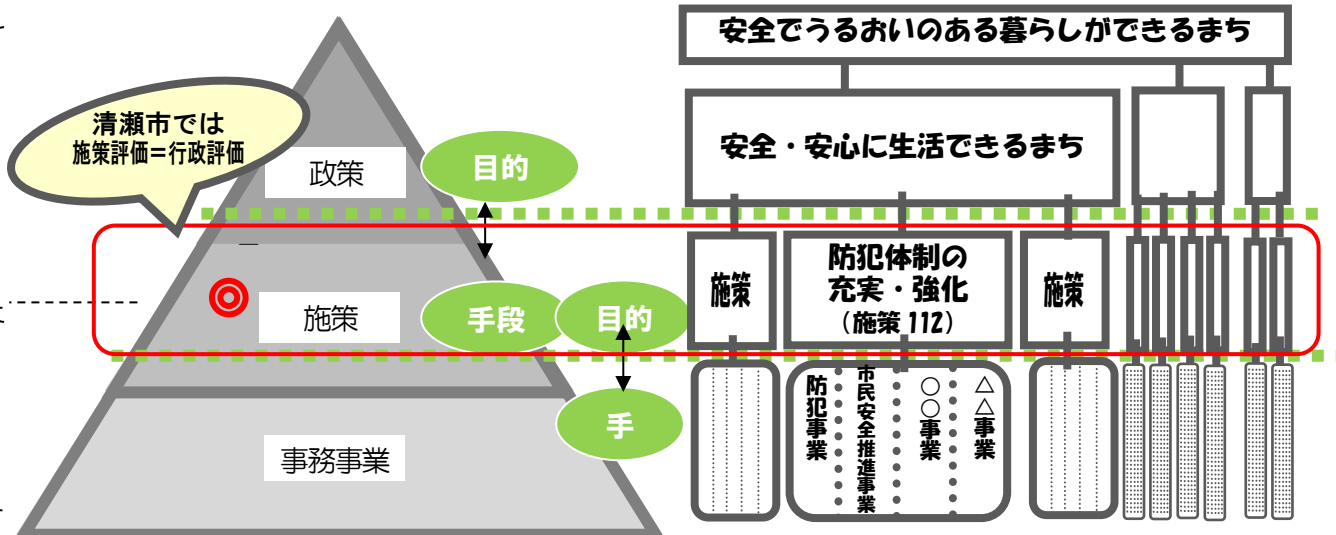 安全でうるおいのある暮らしができるまち
清瀬市では
施策評価=行政評価
安全・安心に生活できるまち
政策
目的
施策
防犯体制の
充実・強化
(施策112)
施策
施策
手段
目的
手
防犯事業
市民安全推進事業
○○事業
△△事業
事務事業